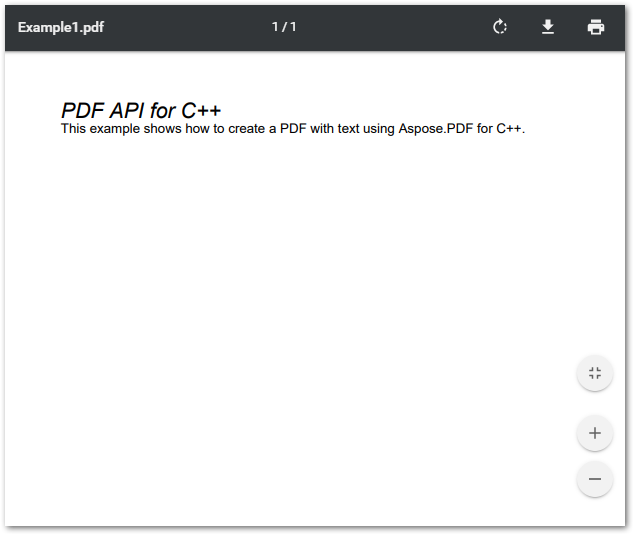 Example1.pdf
1 / 1
PDF API for C++
This example shows how to create a PDF with text using Aspose.PDF for C++.